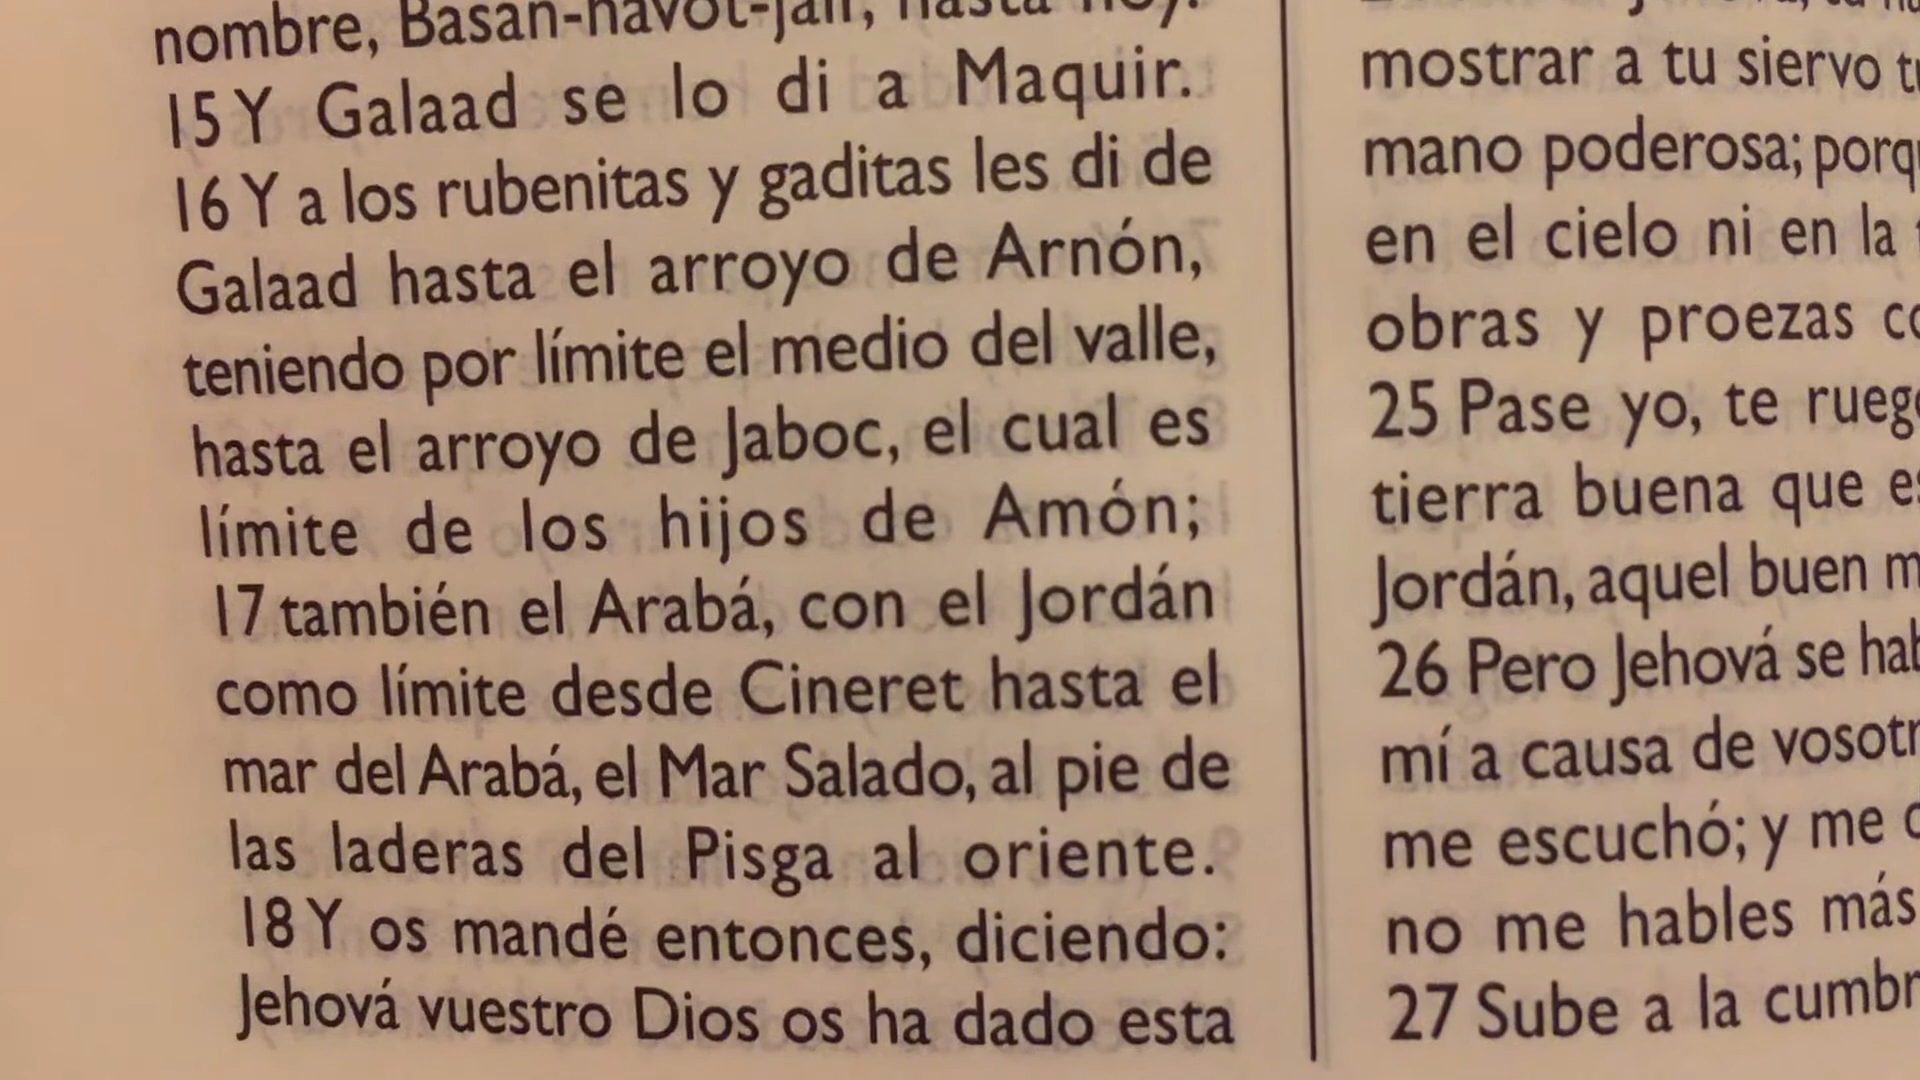 nombre, Basán-havot-jair, hasta hoy.
15 Y Galaad se lo di a Maquir.
16 Y a los rubenitas y gaditas les di de
Galaad hasta el arroyo de Arnón,
teniendo por límite el medio del valle,
hasta el arroyo de Jaboc, el cual es
límite de los hijos de Amón;
17 también el Arabá, con el Jordán
como límite desde Cineret hasta el
mar del Arabá, el Mar Salado, al pie de
las laderas del Pisga al oriente.
18 Y os mandé entonces, diciendo:
Jehová vuestro Dios os ha dado esta
mostrar a tu siervo
mano poderosa;
en el cielo ni en la
obras y proezas
25 Pase yo, te
tierra buena que
Jordán, aquel buen
26 Pero Jehová se
mí a causa de
me escuchó; y me
no me hables más
27 Sube a la